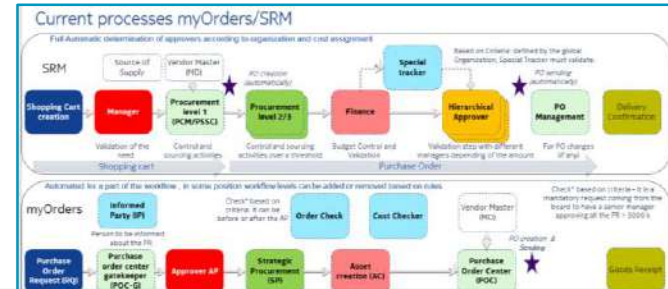 Current processes myOrders/SRM
Full Automatic determination of approvers according to organization and cost assignment
SRM
Source of Supply
Vendor Master (MD)
PO creation (automatically)
Special tracker
Based on Criteria defined by the global Organization, Special Tracker must validate.
PO sending automatically
Shopping Cart creation
Manager
Procurement level 1 (PCM/PSSC)
Procurement level 2/3
Finance
Hierarchical Approver
PO Management
Delivery Confirmation
Validation of the need
Control and sourcing activities
Control and sourcing activities over a threshold
Budget Control and Validation
Validation step with different managers depending of the amount
For PO changes (if any)
Shopping cart
Purchase Order
Automated for a part of the workflow, in some position workflow levels can be added or removed based on rules.
myOrders
Informed Party (IP)
Person to be informed about the PR
Check* based on criteria. It can be before or after the AP
Order Check
Cost Checker
Vendor Master (MD)
Check* based on criteria – It is a mandatory request coming from the board to have a senior manager approving all the PR > 5000 k
PO creation & Sending
Purchase Order Request (RQ)
Purchase order center gatekeeper (POC-G)
Approver AP
Strategic Procurement (SP)
Asset creation (AC)
Purchase Order Center (POC)
Goods Receipt